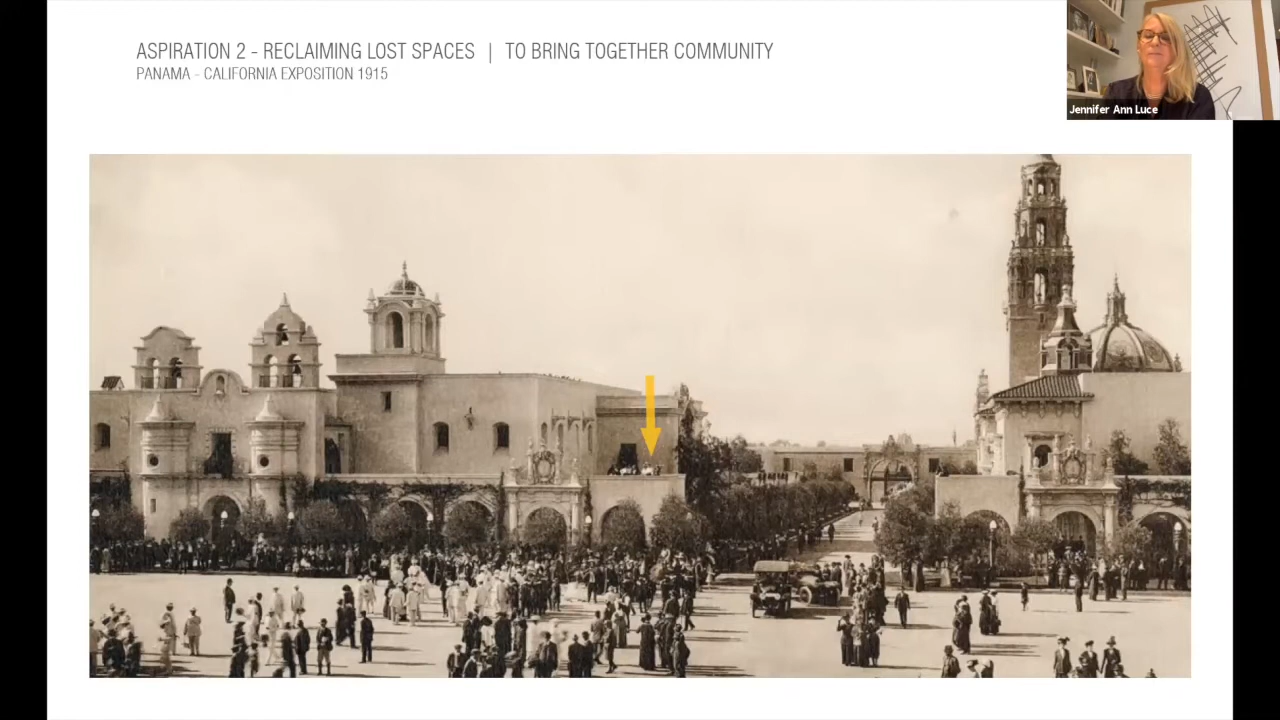 ASPIRATION 2 - RECLAIMING LOST SPACES | TO BRING TOGETHER COMMUNITY
PANAMA - CALIFORNIA EXPOSITION 1915
Jennifer Ann Luce